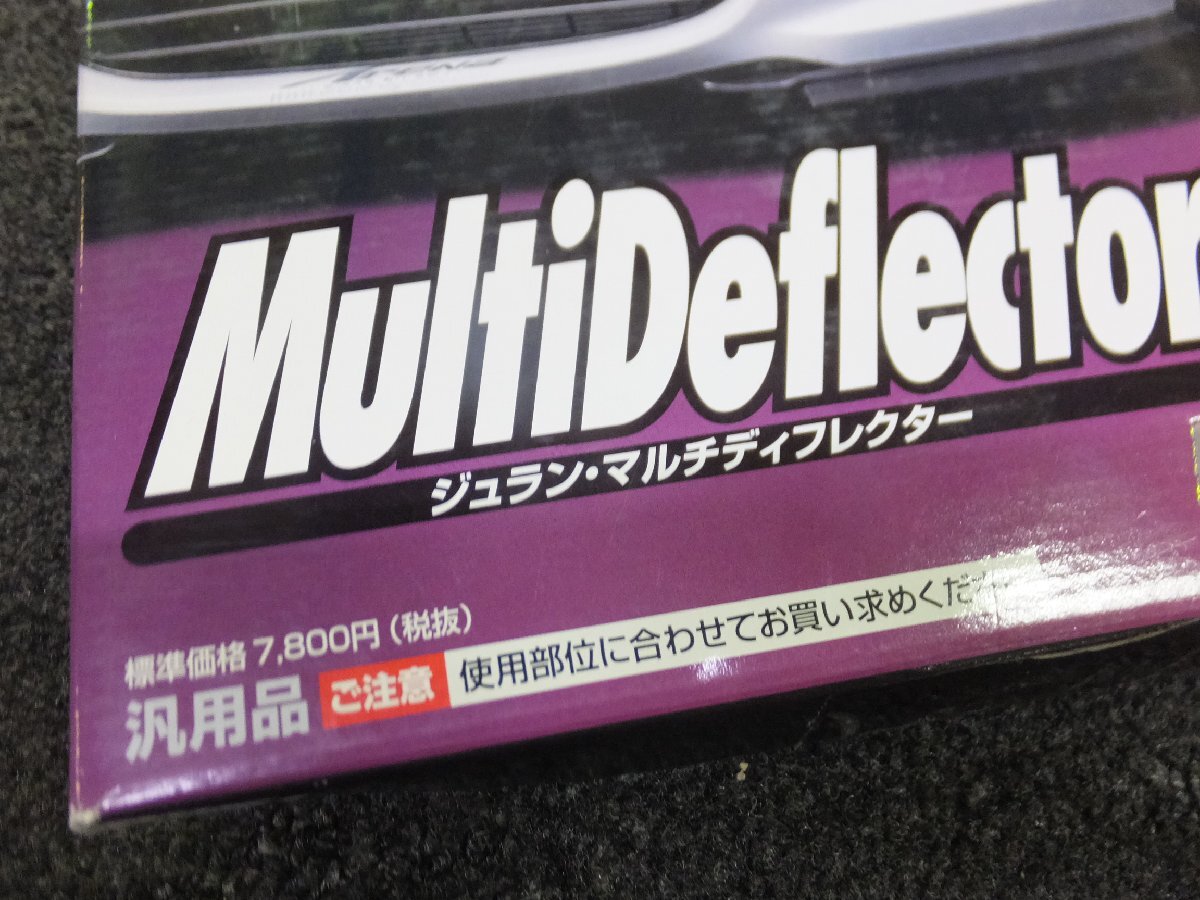 MultiDeflector
ジュラン・マルチディフレクター
標準価格 7,800円（税抜）
汎用品 ご注意 使用部位に合わせてお買い求めくだ